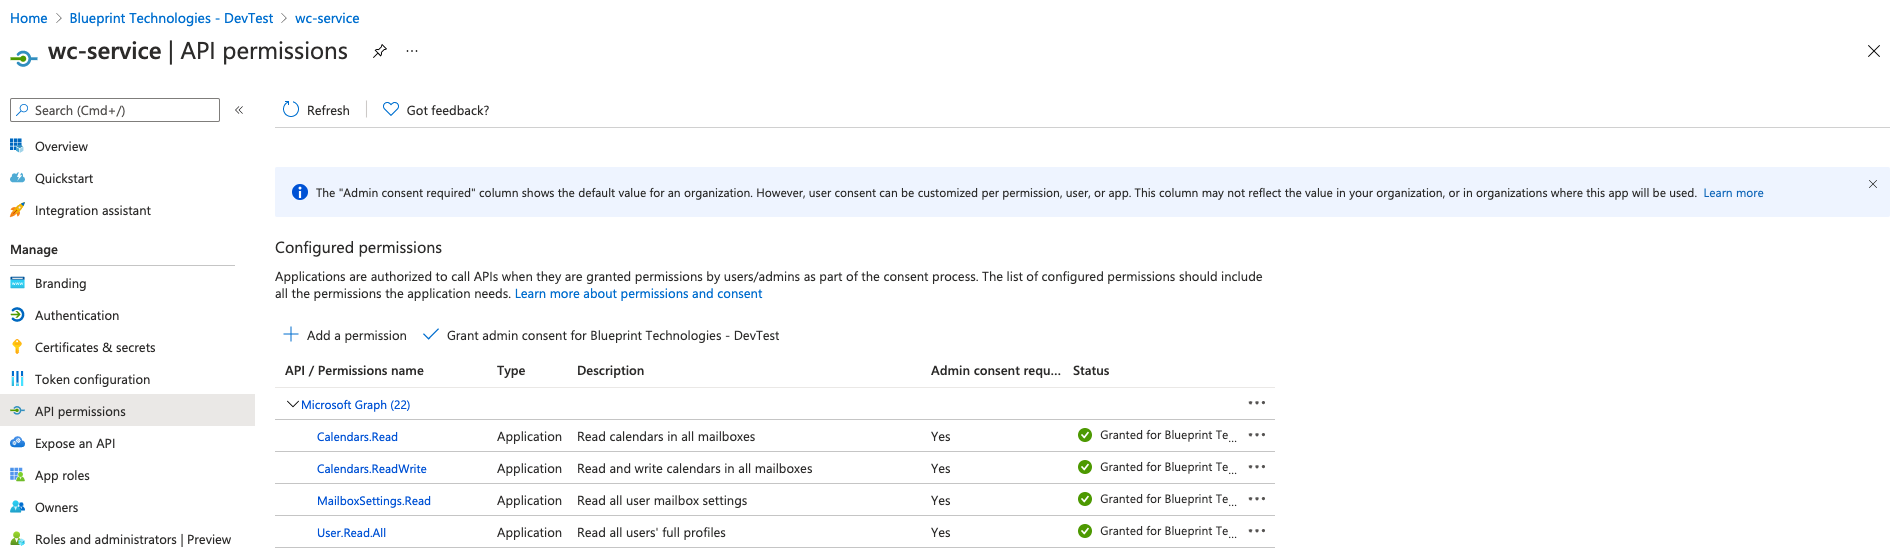 Home > Blueprint Technologies - DevTest > wc-service
wc-service | API permissions ...
Search (Cmd+/) «
Refresh | Got feedback?
Overview
Quickstart
Integration assistant
Manage
Branding
Authentication
Certificates & secrets
Token configuration
API permissions
Expose an API
App roles
Owners
Roles and administrators | Preview
The "Admin consent required" column shows the default value for an organization. However, user consent can be customized per permission, user, or app. This column may not reflect the value in your organization, or in organizations where this app will be used. Learn more
Configured permissions
Applications are authorized to call APIs when they are granted permissions by users/admins as part of the consent process. The list of configured permissions should include
all the permissions the application needs. Learn more about permissions and consent
Add a permission Grant admin consent for Blueprint Technologies - DevTest
API / Permissions name Type Description Admin consent requ... Status
Microsoft Graph (22) ...
Calendars.Read Application Read calendars in all mailboxes Yes Granted for Blueprint Te... ...
Calendars.ReadWrite Application Read and write calendars in all mailboxes Yes Granted for Blueprint Te... ...
MailboxSettings.Read Application Read all user mailbox settings Yes Granted for Blueprint Te... ...
User.Read.All Application Read all users' full profiles Yes Granted for Blueprint Te... ...